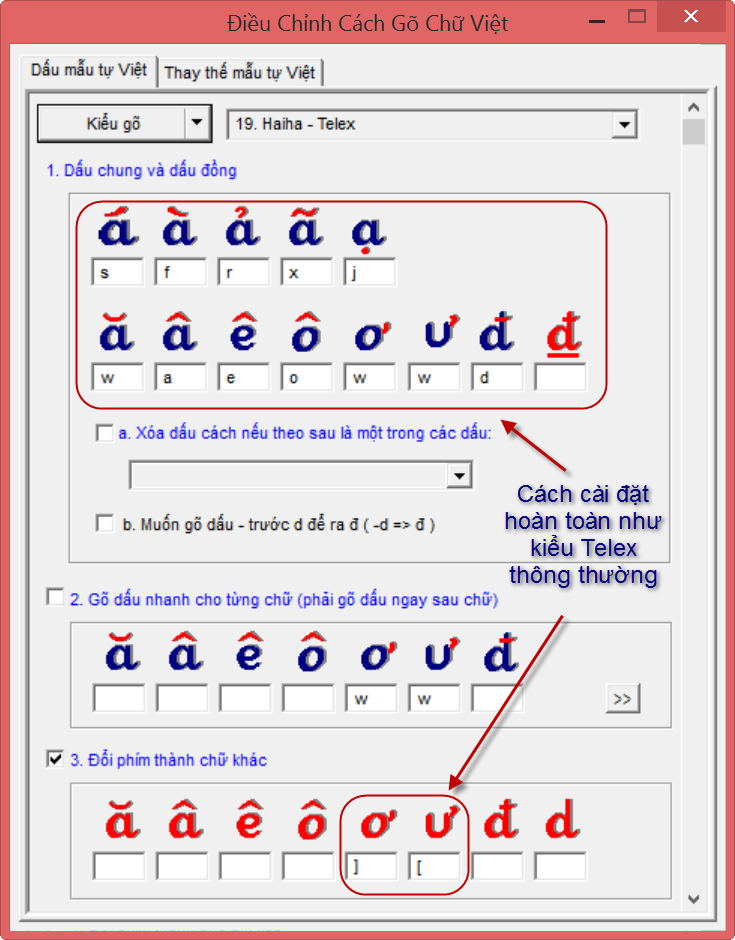 Điều Chỉnh Cách Gõ Chữ Việt
Dấu mẫu tự Việt Thay thế mẫu tự Việt
Kiểu gõ 19. Haiha - Telex
1. Dấu chung và dấu đồng
á à ả ã ạ
s f r x j
ă â ê ô ơ ư đ đ
w a e o w w d
a. Xóa dấu cách nếu theo sau là một trong các dấu:
b. Muốn gõ dấu - trước d để ra đ ( -d => đ )
Cách cài đặt
hoàn toàn như
kiểu Telex
thông thường
2. Gõ dấu nhanh cho từng chữ (phải gõ dấu ngay sau chữ)
ă â ê ô ơ ư đ
w w >>
3. Đổi phím thành chữ khác
ă â ê ô ơ ư đ d
] [